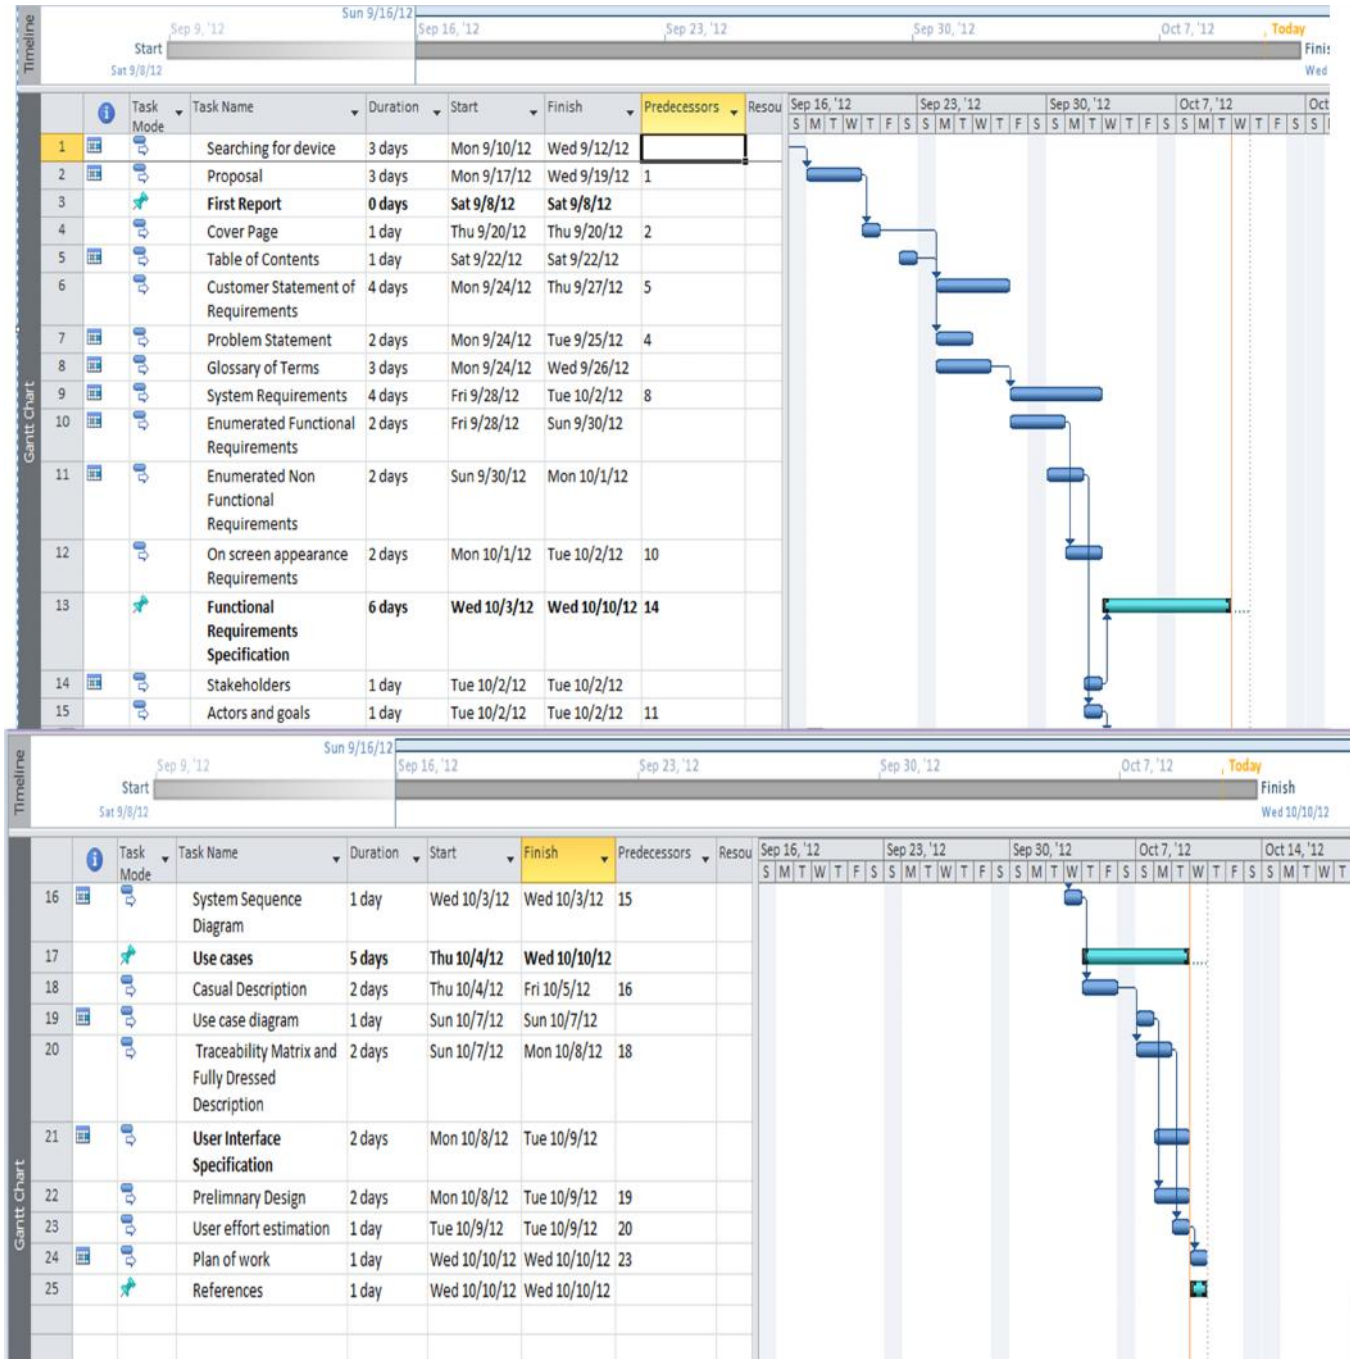 Timeline
Sun 9/16/12
Sep 9, '12 Sep 16, '12 Sep 23, '12 Sep 30, '12 Oct 7, '12 Today
Start Finis
Sat 9/8/12 Wed
Gantt Chart
Task Mode Task Name Duration Start Finish Predecessors Resou Sep 16, '12 Sep 23, '12 Sep 30, '12 Oct 7, '12 Oct
S M T W T F S S M T W T F S S M T W T F S S M T W T F S S
1 Searching for device 3 days Mon 9/10/12 Wed 9/12/12
2 Proposal 3 days Mon 9/17/12 Wed 9/19/12 1
3 First Report 0 days Sat 9/8/12 Sat 9/8/12
4 Cover Page 1 day Thu 9/20/12 Thu 9/20/12 2
5 Table of Contents 1 day Sat 9/22/12 Sat 9/22/12
6 Customer Statement of 4 days Mon 9/24/12 Thu 9/27/12 5
Requirements
7 Problem Statement 2 days Mon 9/24/12 Tue 9/25/12 4
8 Glossary of Terms 3 days Mon 9/24/12 Wed 9/26/12
9 System Requirements 4 days Fri 9/28/12 Tue 10/2/12 8
10 Enumerated Functional 2 days Fri 9/28/12 Sun 9/30/12
Requirements
11 Enumerated Non 2 days Sun 9/30/12 Mon 10/1/12
Functional
Requirements
12 On screen appearance 2 days Mon 10/1/12 Tue 10/2/12 10
Requirements
13 Functional 6 days Wed 10/3/12 Wed 10/10/12 14
Requirements
Specification
14 Stakeholders 1 day Tue 10/2/12 Tue 10/2/12
15 Actors and goals 1 day Tue 10/2/12 Tue 10/2/12 11
Timeline
Sun 9/16/12
Sep 9, '12 Sep 16, '12 Sep 23, '12 Sep 30, '12 Oct 7, '12 Today
Start Finish
Sat 9/8/12 Wed 10/10/12
Gantt Chart
Task Mode Task Name Duration Start Finish Predecessors Resou Sep 16, '12 Sep 23, '12 Sep 30, '12 Oct 7, '12 Oct 14, '12
S M T W T F S S M T W T F S S M T W T F S S M T W T F S S M T W T
16 System Sequence 1 day Wed 10/3/12 Wed 10/3/12 15
Diagram
17 Use cases 5 days Thu 10/4/12 Wed 10/10/12
18 Casual Description 2 days Thu 10/4/12 Fri 10/5/12 16
19 Use case diagram 1 day Sun 10/7/12 Sun 10/7/12
20 Traceability Matrix and 2 days Sun 10/7/12 Mon 10/8/12 18
Fully Dressed
Description
21 User Interface 2 days Mon 10/8/12 Tue 10/9/12
Specification
22 Prelimnary Design 2 days Mon 10/8/12 Tue 10/9/12 19
23 User effort estimation 1 day Tue 10/9/12 Tue 10/9/12 20
24 Plan of work 1 day Wed 10/10/12 Wed 10/10/12 23
25 References 1 day Wed 10/10/12 Wed 10/10/12